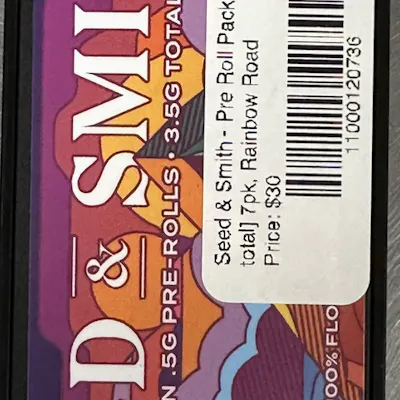 D & SMI
N .5G PRE-ROLLS • 3.5G TOTAL
00% FLO
Seed & Smith - Pre Roll Pack
total] 7pk, Rainbow Road
Price: $30
11000120736